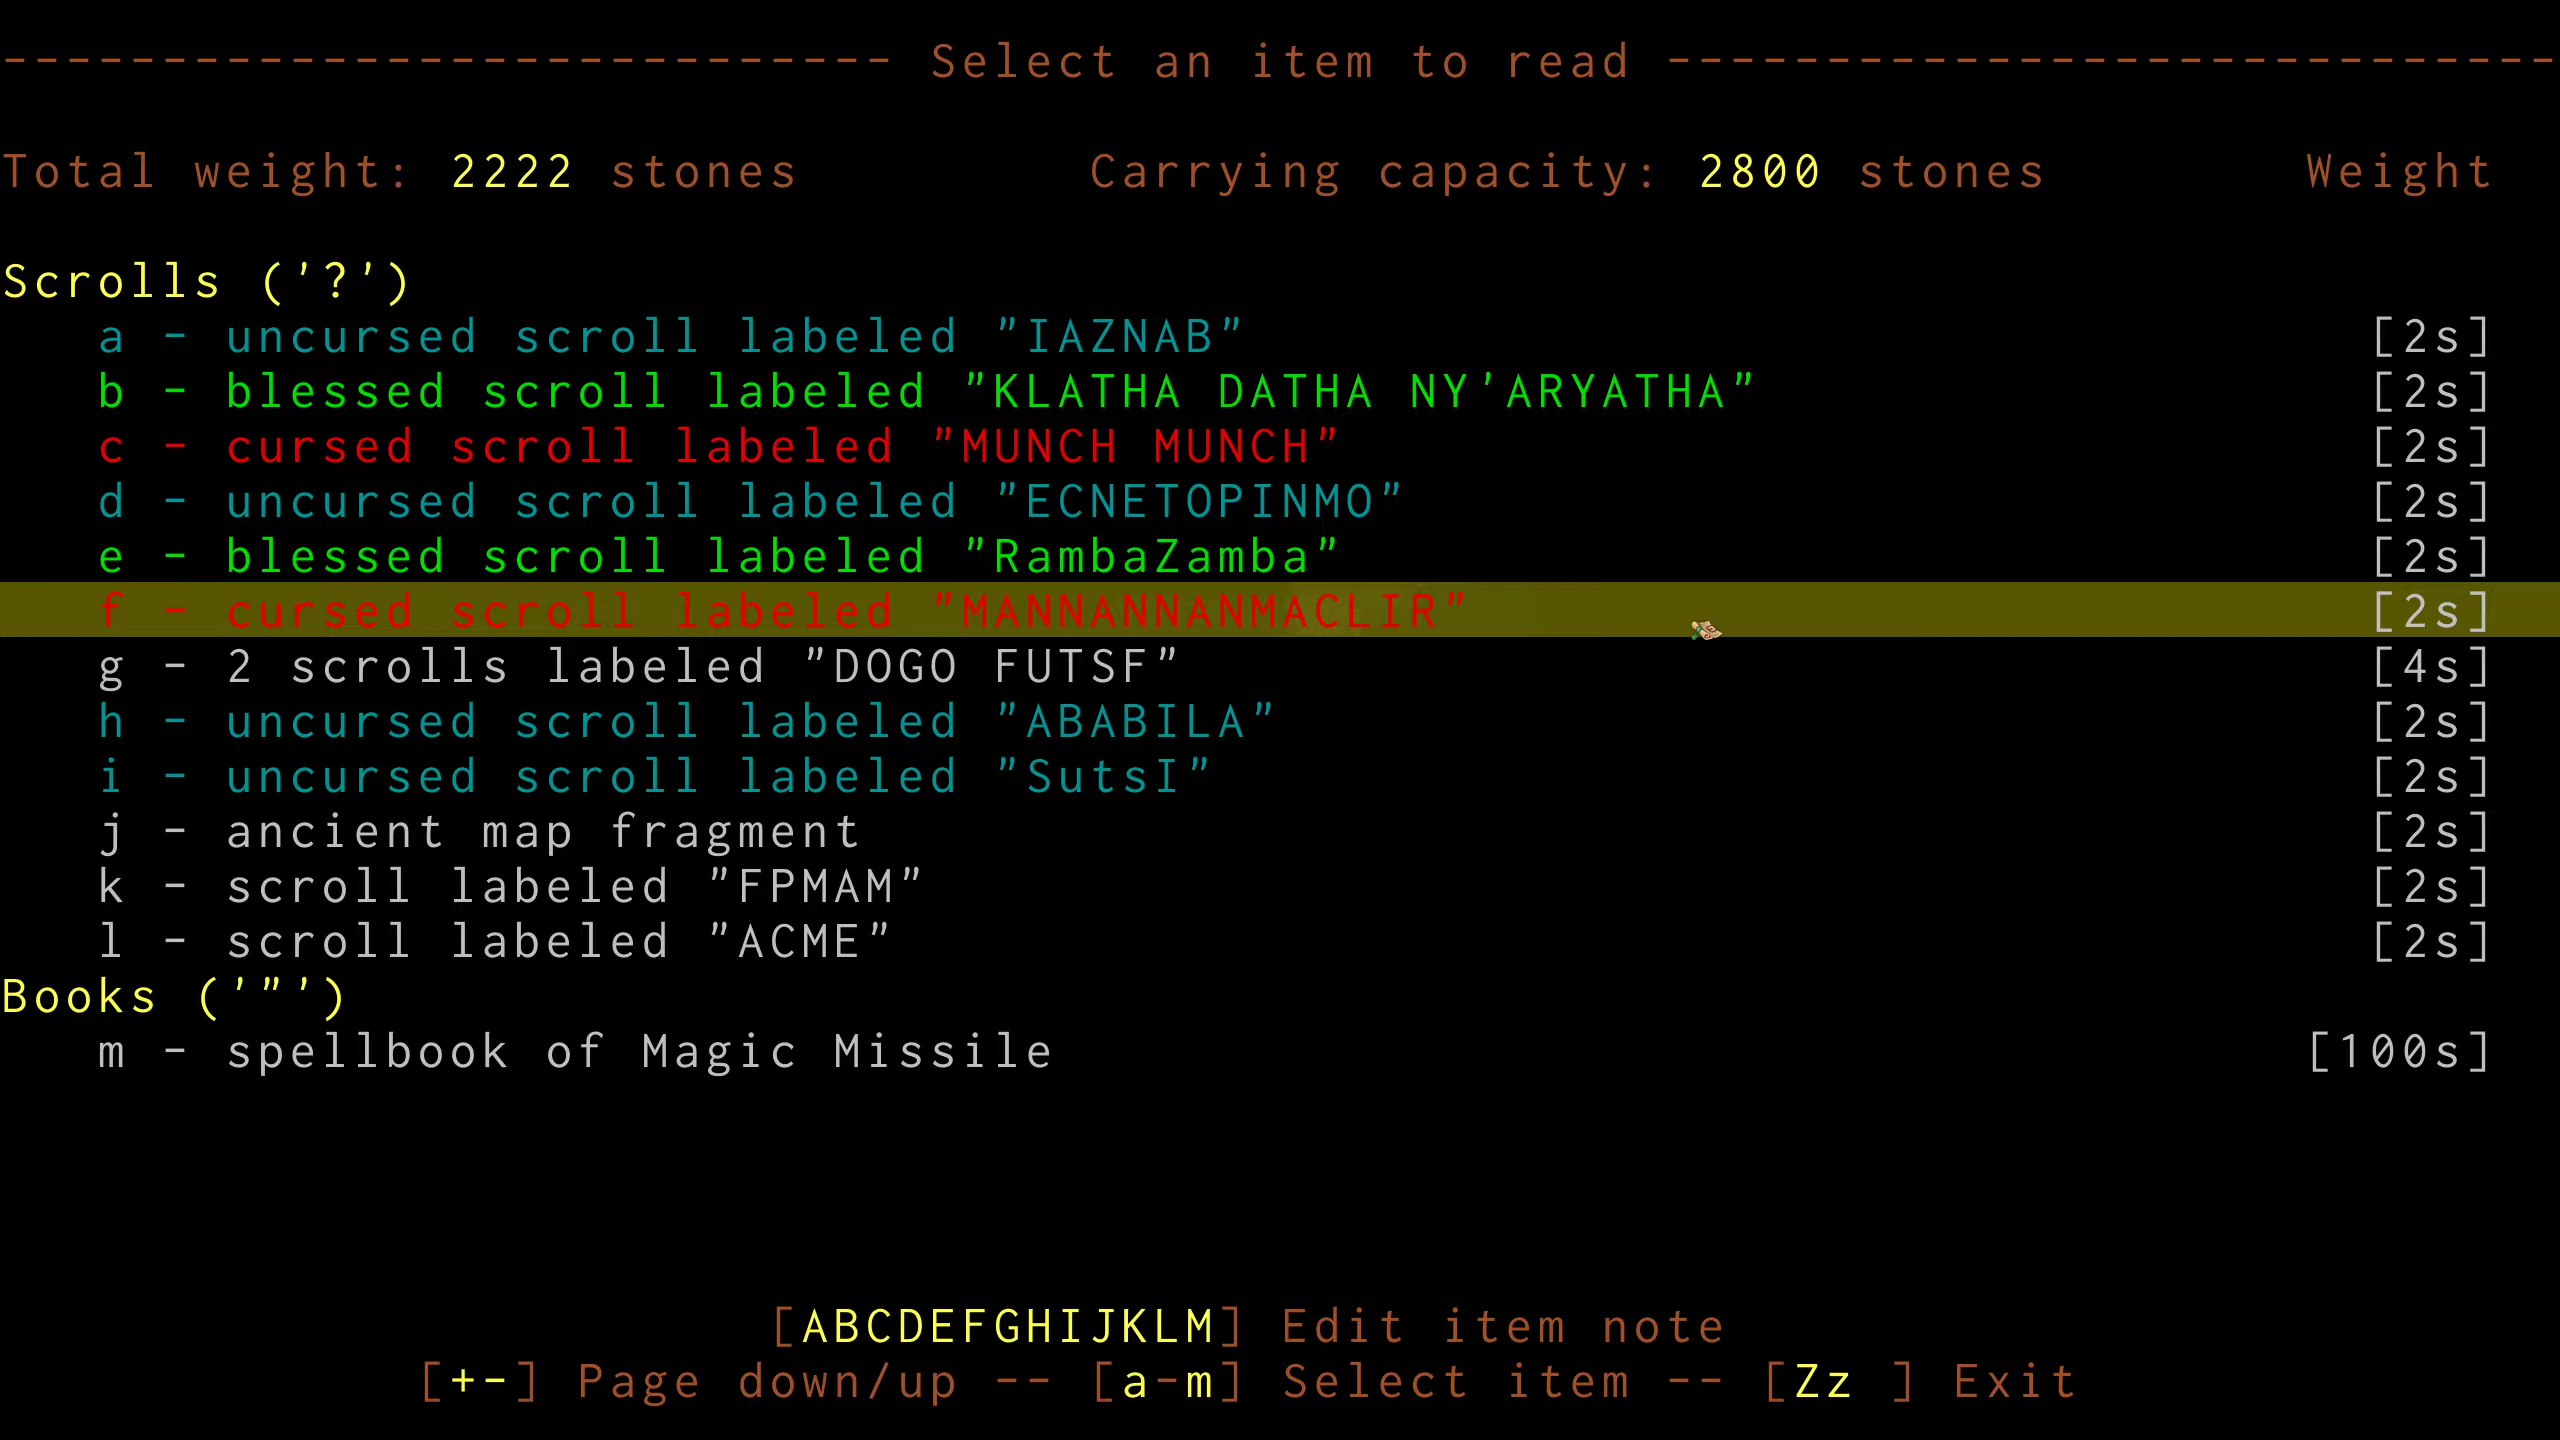 ---------------------------- Select an item to read ----------------------------
Total weight: 2222 stones Carrying capacity: 2800 stones Weight
Scrolls ('?')
a - uncursed scroll labeled "IAZNAB" [2s]
b - blessed scroll labeled "KLATHA DATHA NY'ARYATHA" [2s]
c - cursed scroll labeled "MUNCH MUNCH" [2s]
d - uncursed scroll labeled "ECNETOPINMO" [2s]
e - blessed scroll labeled "RambaZamba" [2s]
f - cursed scroll labeled "MANNANNANMACLIR" [2s]
g - 2 scrolls labeled "DOGO FUTSF" [4s]
h - uncursed scroll labeled "ABABILA" [2s]
i - uncursed scroll labeled "SutsI" [2s]
j - ancient map fragment [2s]
k - scroll labeled "FPMAM" [2s]
l - scroll labeled "ACME" [2s]
Books ('"')
m - spellbook of Magic Missile [100s]
[ABCDEFGHIJKLM] Edit item note
[+-] Page down/up -- [a-m] Select item -- [Zz ] Exit